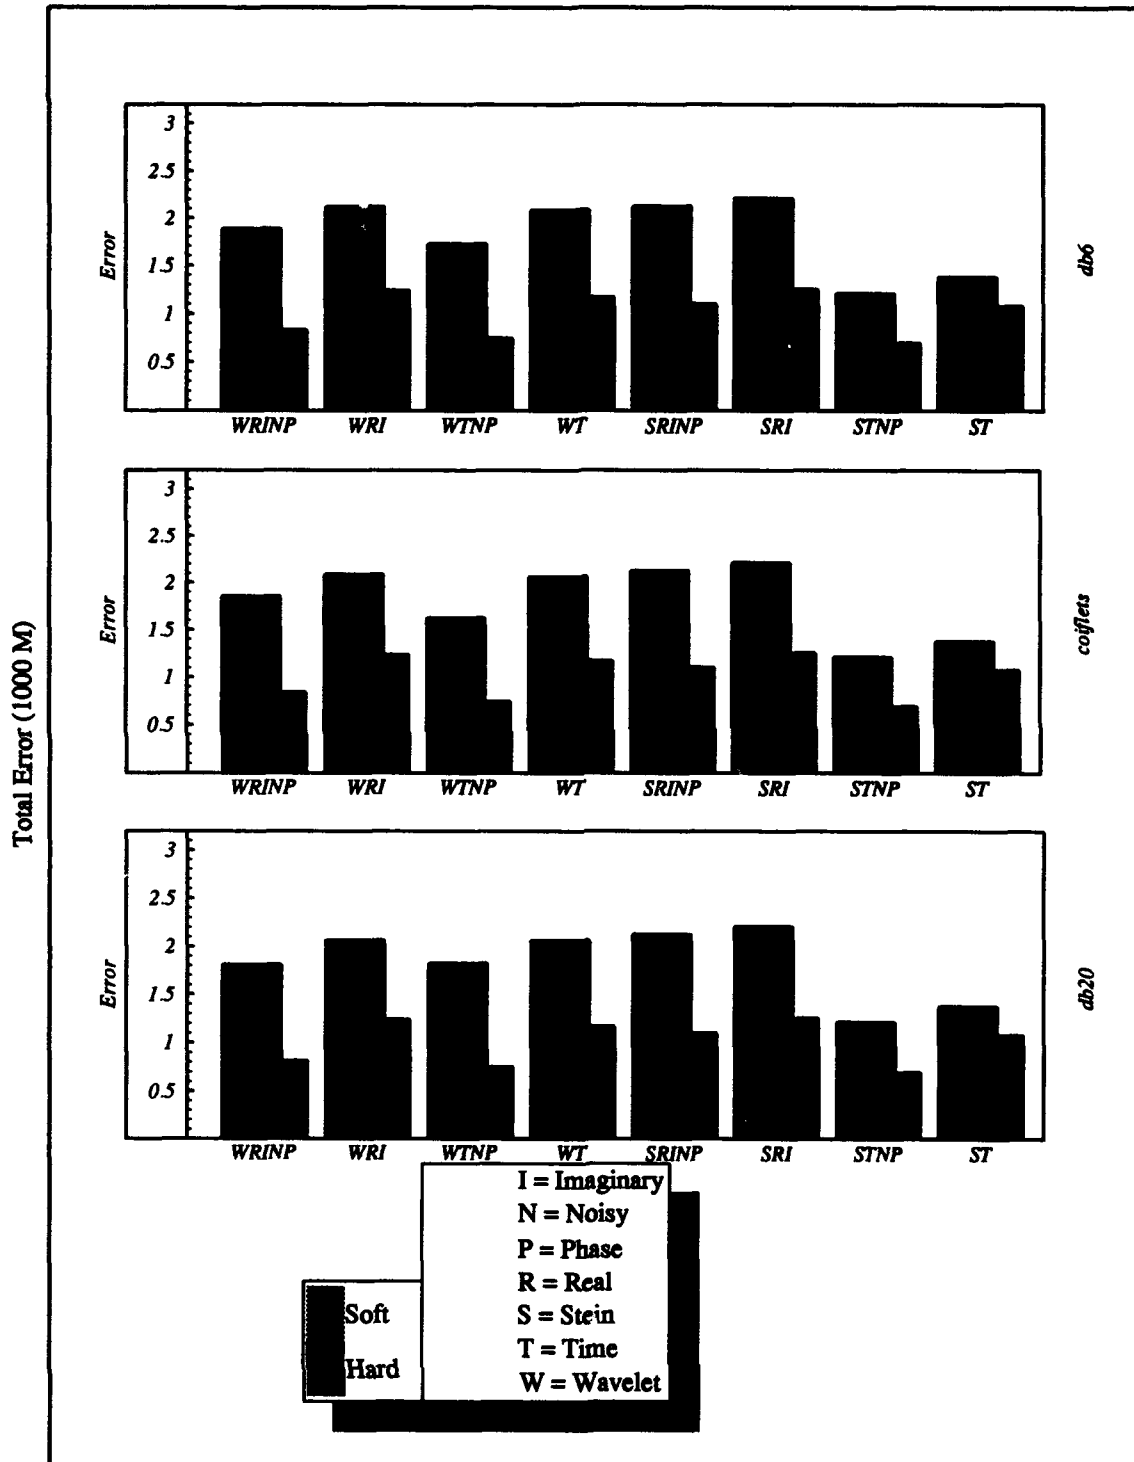 Total Error (1000 M)
Error
3
2.5
2
1.5
1
0.5
WRINP WRI WTNP WT SRINP SRI STNP ST
db6
Error
3
2.5
2
1.5
1
0.5
WRINP WRI WTNP WT SRINP SRI STNP ST
coiflets
Error
3
2.5
2
1.5
1
0.5
WRINP WRI WTNP WT SRINP SRI STNP ST
db20
Soft
Hard
I = Imaginary
N = Noisy
P = Phase
R = Real
S = Stein
T = Time
W = Wavelet